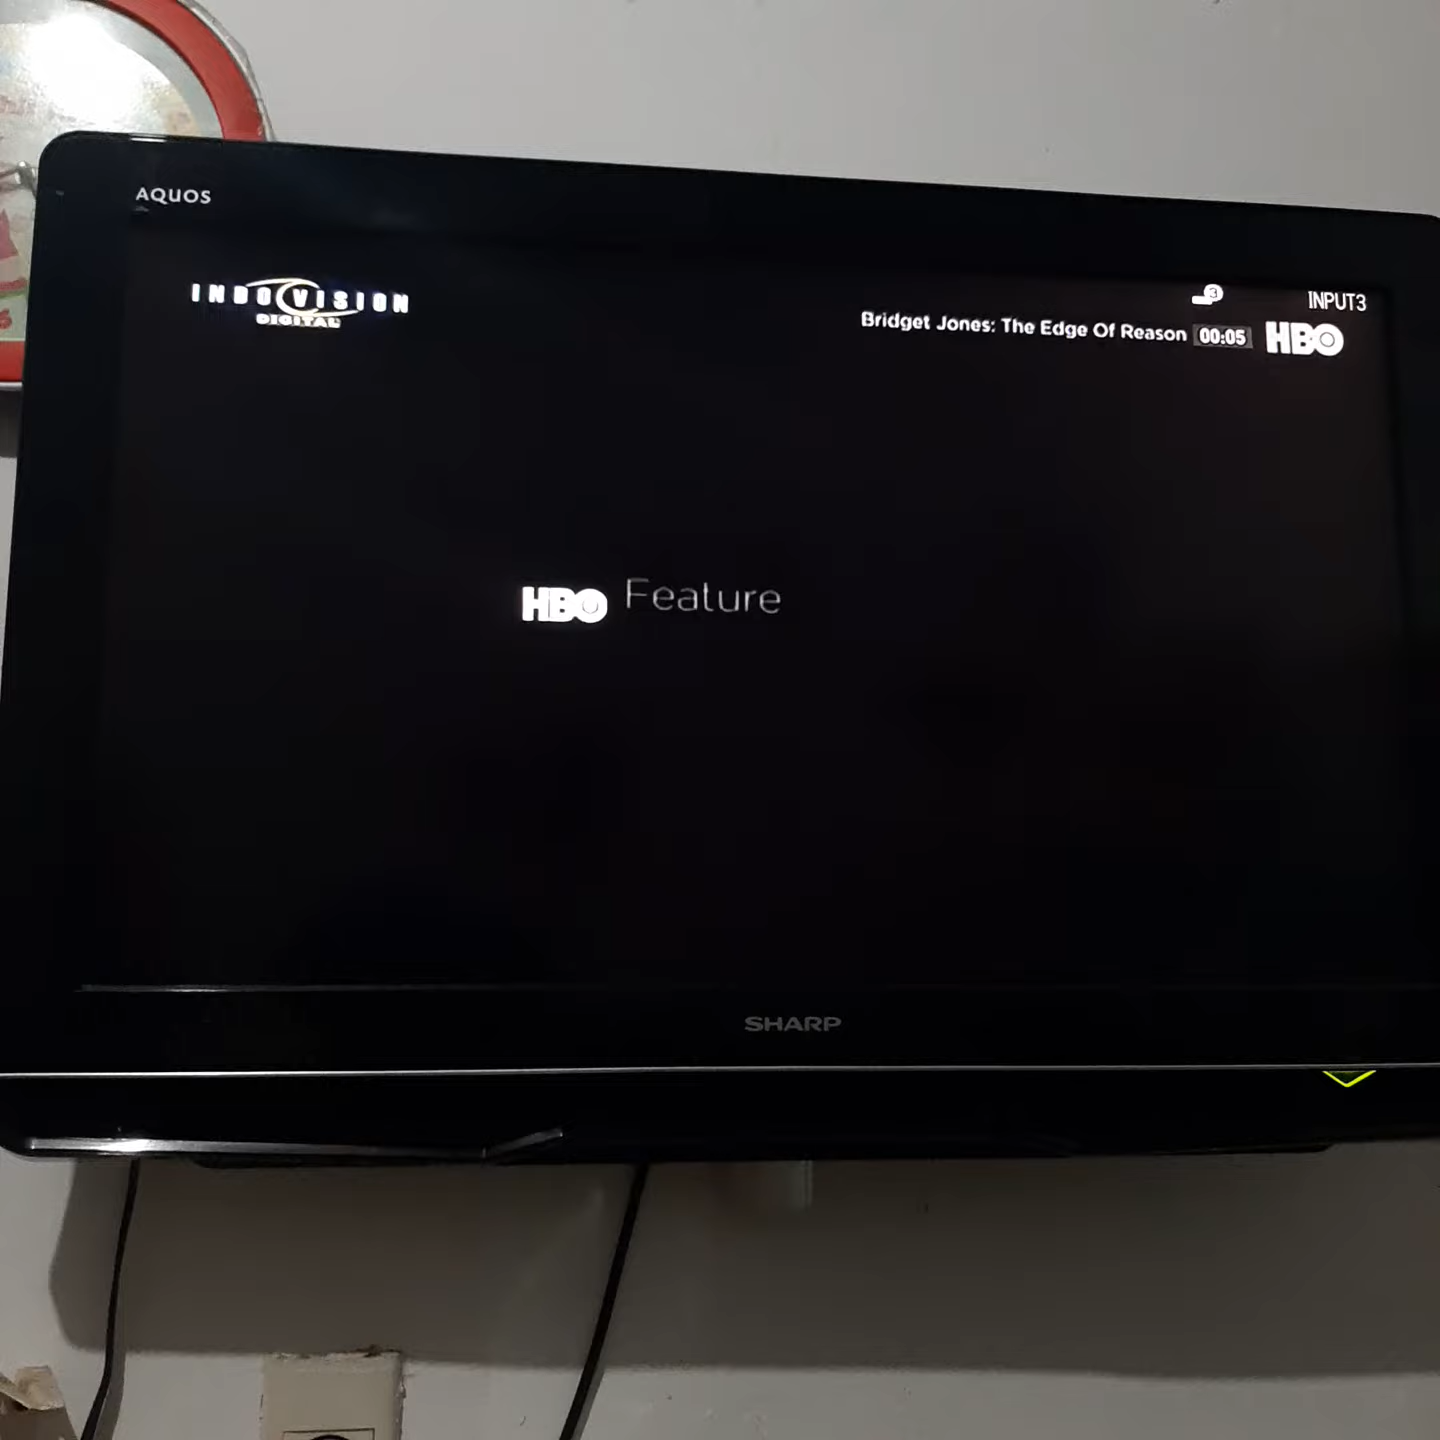 AQUOS
INDOVISION
DIGITAL
3
INPUT3
Bridget Jones: The Edge Of Reason 00:05 HBO
HBO Feature
SHARP